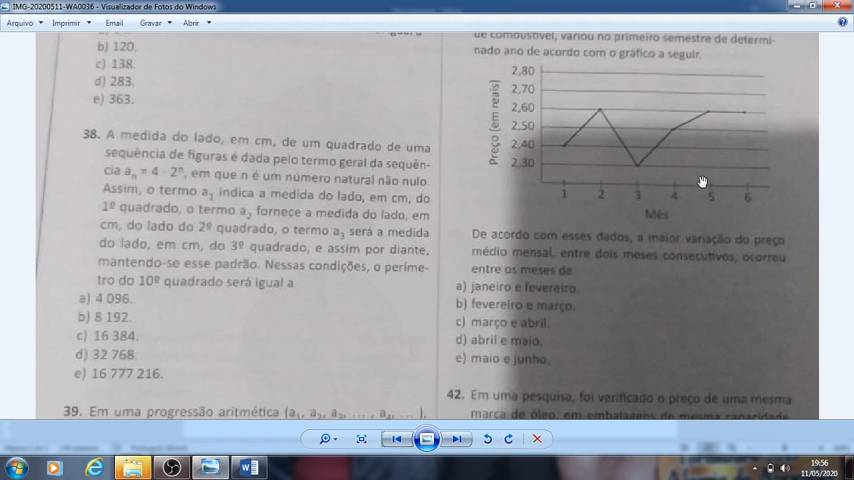 IMG-20200511-WA0036 - Visualizador de Fotos do Windows
Arquivo Imprimir Email Gravar Abrir
b) 120.
c) 138.
d) 283.
e) 363.
38. A medida do lado, em cm, de um quadrado de uma
sequência de figuras é dada pelo termo geral da sequên-
cia aₙ = 4 · 2ⁿ, em que n é um número natural não nulo.
Assim, o termo a₁ indica a medida do lado, em cm, do
1º quadrado, o termo a₂ fornece a medida do lado, em
cm, do lado do 2º quadrado, o termo a₃ será a medida
do lado, em cm, do 3º quadrado, e assim por diante,
mantendo-se esse padrão. Nessas condições, o períme-
tro do 10º quadrado será igual a
a) 4 096.
b) 8 192.
c) 16 384.
d) 32 768.
e) 16 777 216.
39. Em uma progressão aritmética (a₁, a₂, a₃, ... , a₄, ... ),
de combustível, variou no primeiro semestre de determi-
nado ano de acordo com o gráfico a seguir.
Preço (em reais)
2,80
2,70
2,60
2,50
2,40
2,30
1 2 3 4 5 6
Mês
De acordo com esses dados, a maior variação do preço
médio mensal, entre dois meses consecutivos, ocorreu
entre os meses de
a) janeiro e fevereiro.
b) fevereiro e março.
c) março e abril.
d) abril e maio.
e) maio e junho.
42. Em uma pesquisa, foi verificado o preço de uma mesma
marca de óleo, em embalagens de mesma capacidade
19:56
11/05/2020